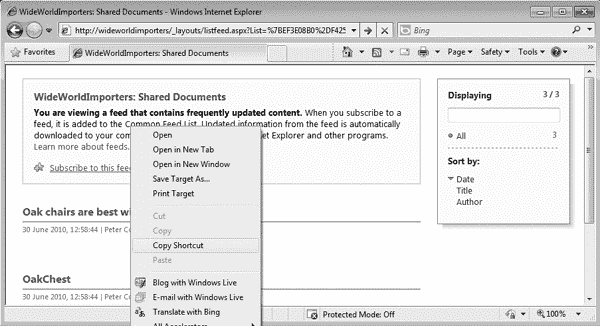 WideWorldImporters: Shared Documents - Windows Internet Explorer
http://wideworldimporters/_layouts/listfeed.aspx?List=%7BEF3E08B0%2DF425
Bing
Favorites
WideWorldImporters: Shared Documents
Page
Safety
Tools
WideWorldImporters: Shared Documents
You are viewing a feed that contains frequently updated content. When you subscribe to a
feed, it is added to the Common Feed List. Updated information from the feed is automatically
downloaded to your com
et Explorer and other programs.
Learn more about feeds.
Subscribe to this fee
Oak chairs are best wi
30 June 2010, 12:58:44 | Peter Co
OakChest
30 June 2010, 12:58:44 | Peter C
Open
Open in New Tab
Open in New Window
Save Target As...
Print Target
Cut
Copy
Copy Shortcut
Paste
Blog with Windows Live
E-mail with Windows Live
Translate with Bing
All Accelerators
Displaying 3 / 3
All 3
Sort by:
Date
Title
Author
Protected Mode: Off
100%